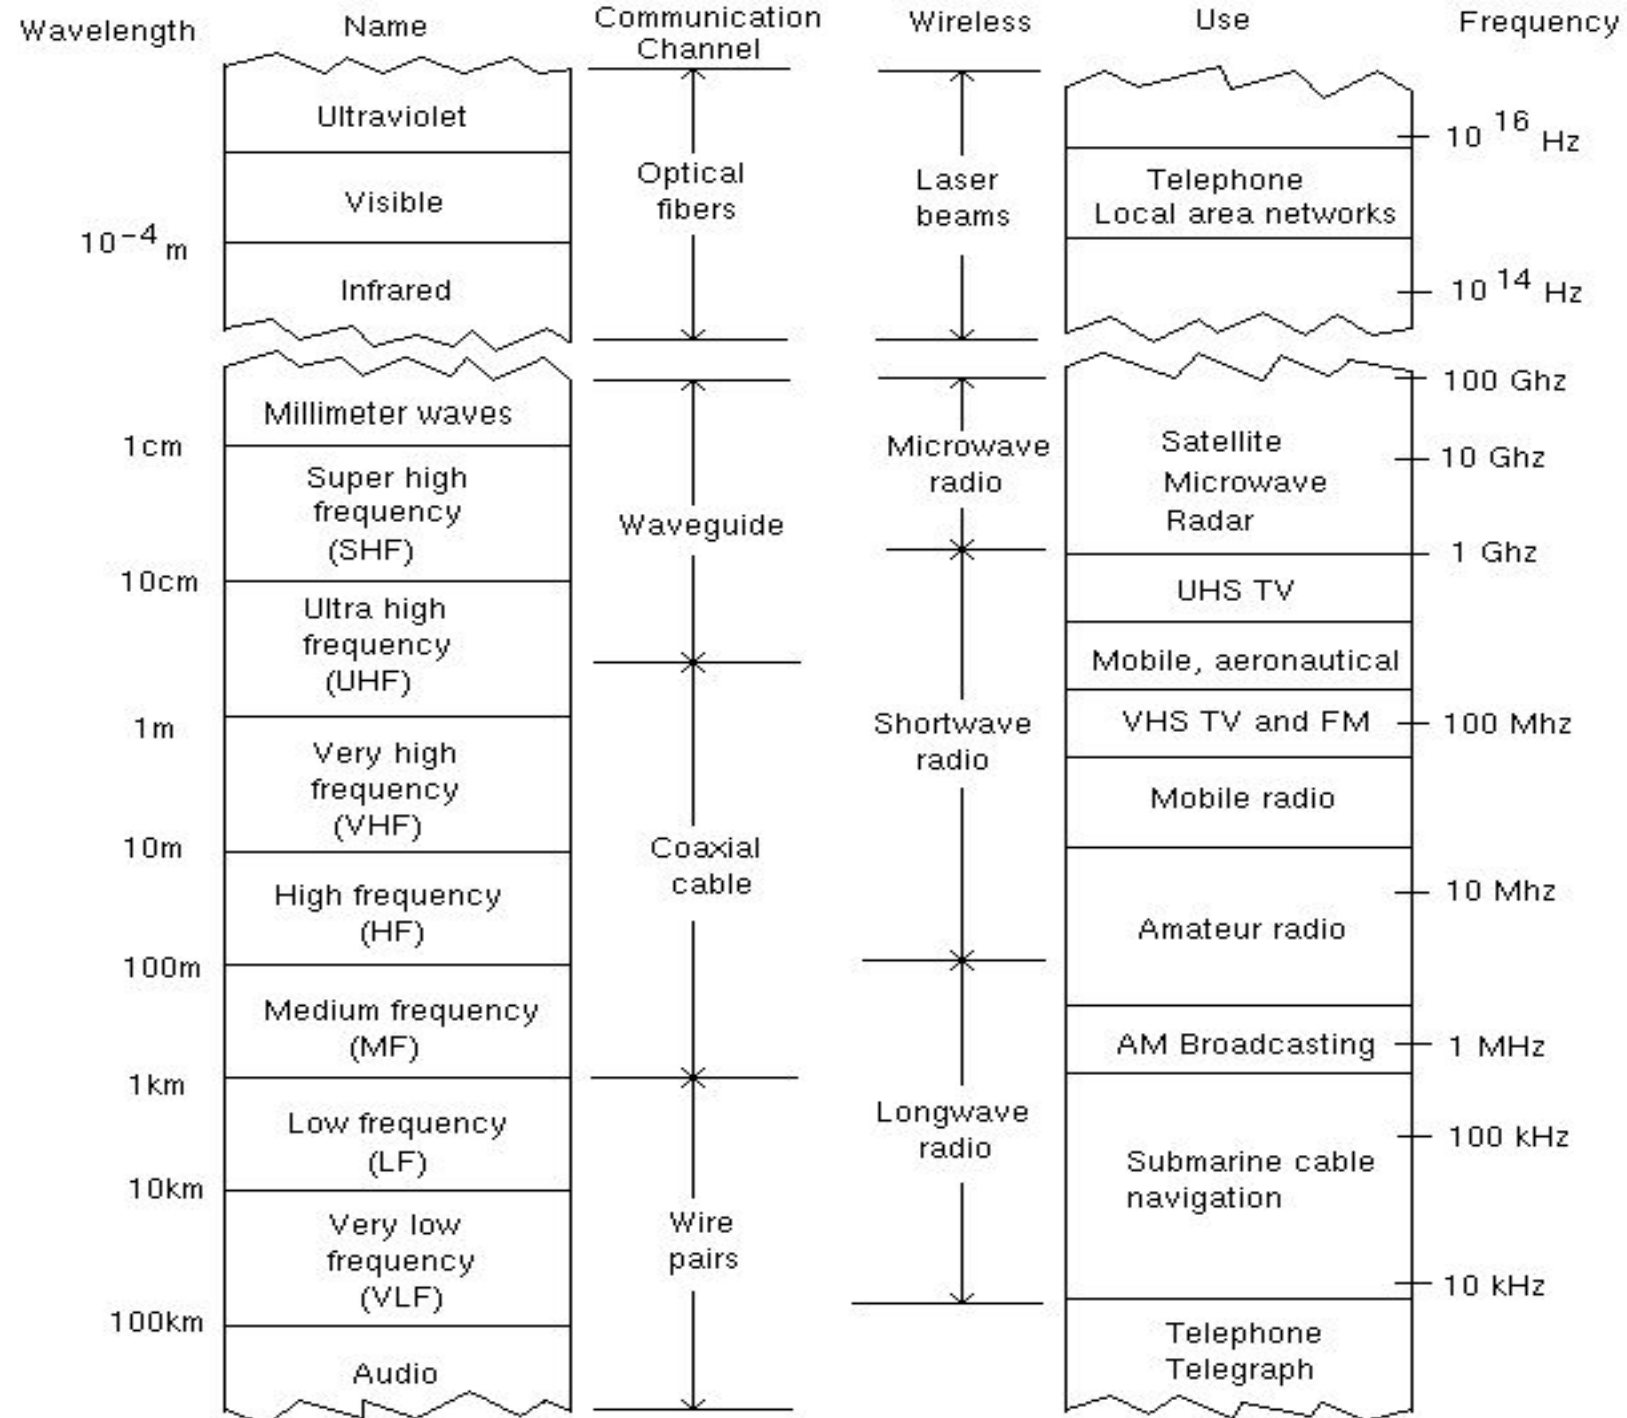 Wavelength
Name
Communication
Channel
Wireless
Use
Frequency
Ultraviolet
10 16 Hz
Optical
fibers
Laser
beams
Telephone
Local area networks
Visible
10-4 m
Infrared
10 14 Hz
100 Ghz
Millimeter waves
1cm
Microwave
radio
Satellite
Microwave
Radar
10 Ghz
Super high
frequency
(SHF)
Waveguide
1 Ghz
10cm
UHS TV
Ultra high
frequency
(UHF)
Mobile, aeronautical
1m
Shortwave
radio
VHS TV and FM
100 Mhz
Very high
frequency
(VHF)
Mobile radio
10m
Coaxial
cable
High frequency
(HF)
10 Mhz
Amateur radio
100m
Medium frequency
(MF)
AM Broadcasting
1 MHz
1km
Low frequency
(LF)
Longwave
radio
100 kHz
Submarine cable
navigation
10km
Very low
frequency
(VLF)
Wire
pairs
10 kHz
100km
Telephone
Telegraph
Audio